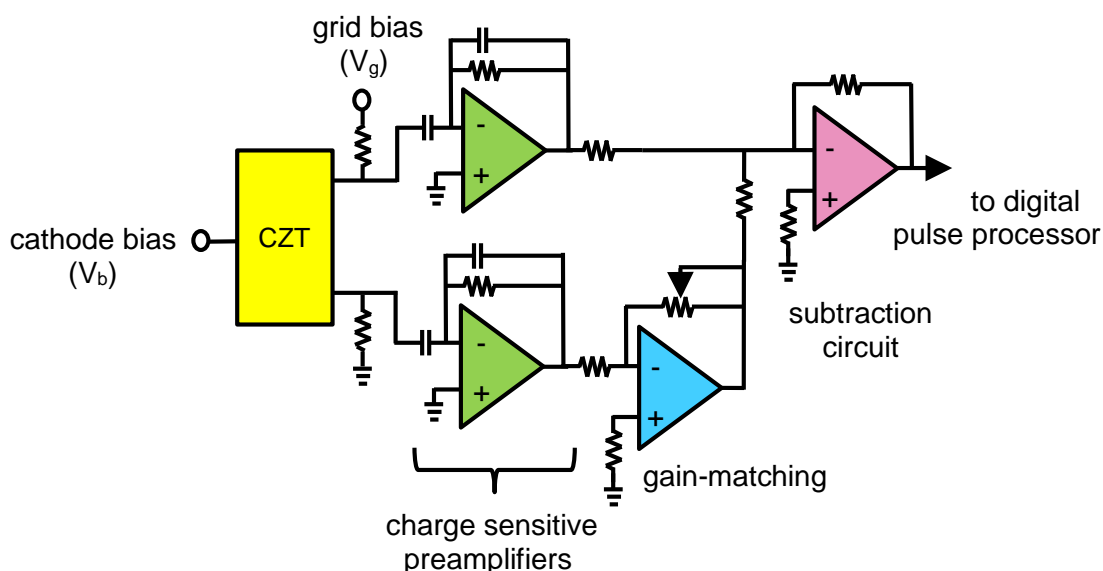 grid bias
(Vg)
CZT
cathode bias
(Vb)
-
+
-
+
-
+
-
+
to digital
pulse processor
subtraction
circuit
gain-matching
charge sensitive
preamplifiers